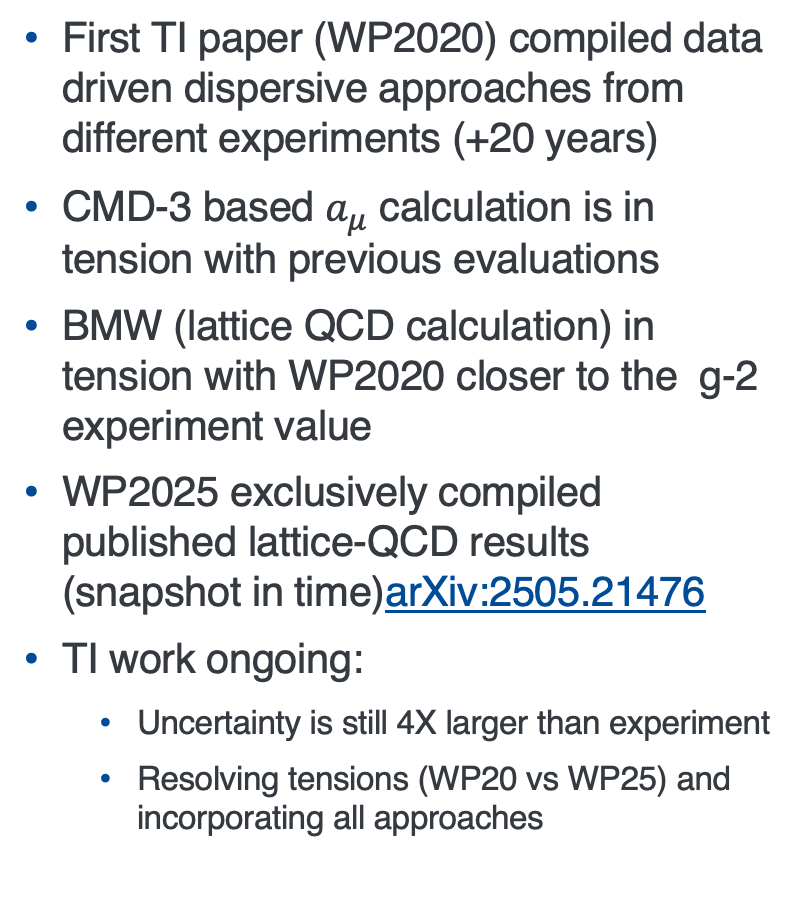 • First TI paper (WP2020) compiled data
driven dispersive approaches from
different experiments (+20 years)
• CMD-3 based aμ calculation is in
tension with previous evaluations
• BMW (lattice QCD calculation) in
tension with WP2020 closer to the  g-2
experiment value
• WP2025 exclusively compiled
published lattice-QCD results
(snapshot in time)arXiv:2505.21476
• TI work ongoing:
• Uncertainty is still 4X larger than experiment
• Resolving tensions (WP20 vs WP25) and
incorporating all approaches